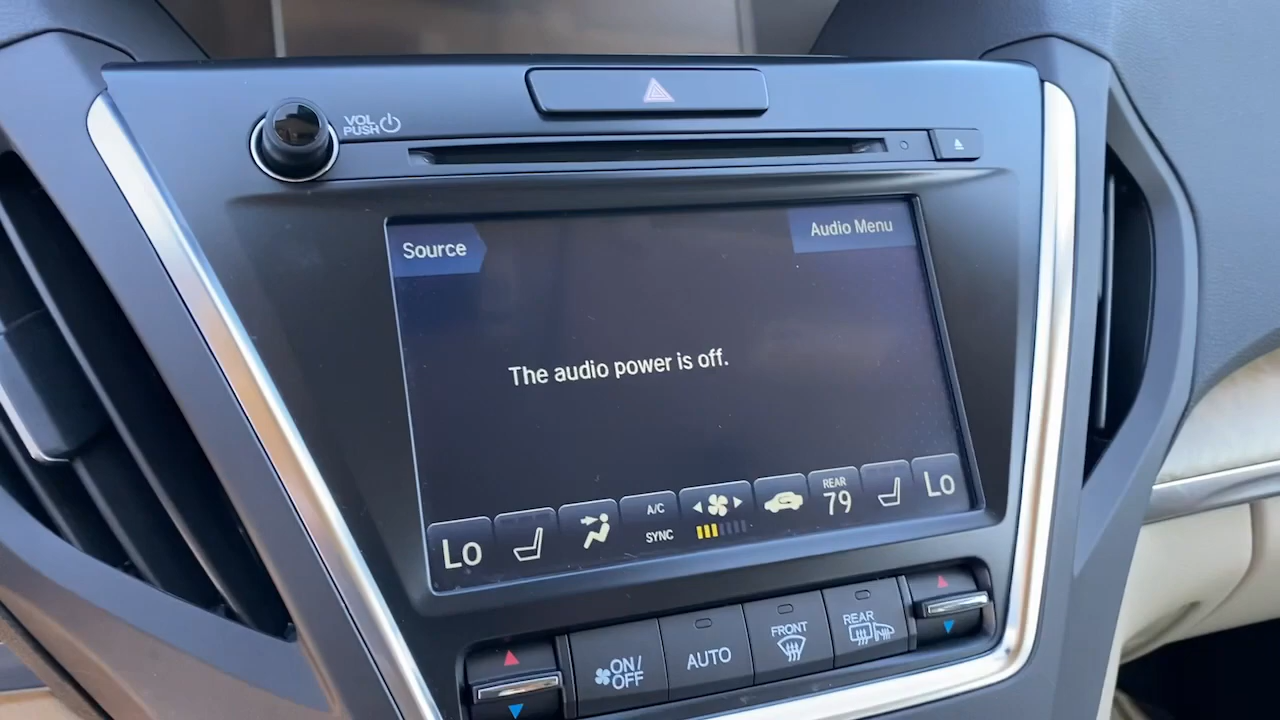 VOL
PUSH
Source
Audio Menu
The audio power is off.
Lo
A/C
SYNC
REAR
79
Lo
ON/
OFF
AUTO
FRONT
REAR